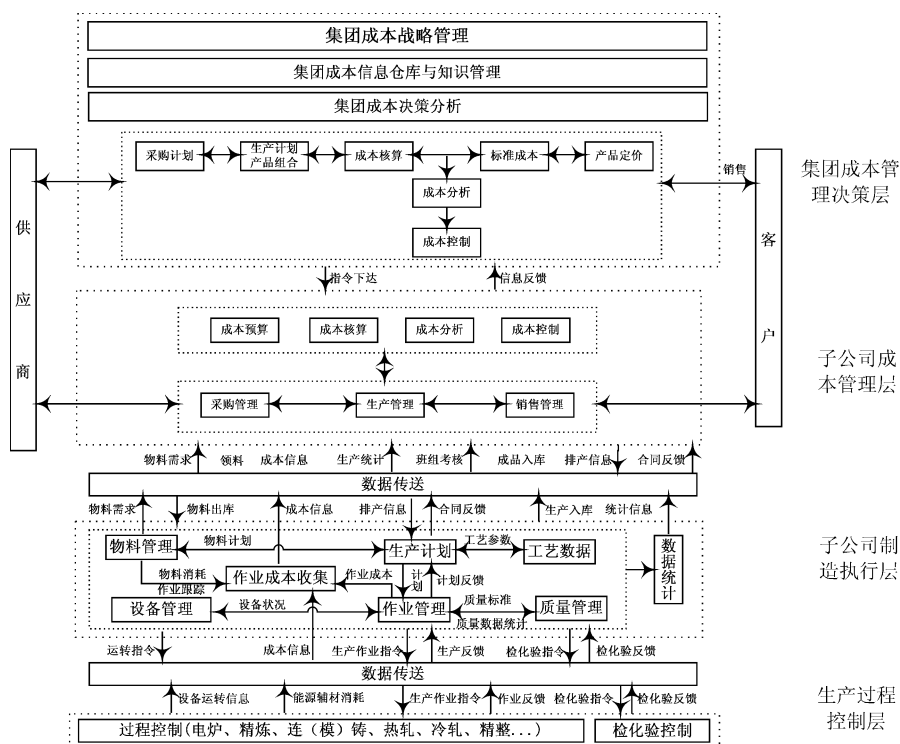 集团成本战略管理
集团成本信息仓库与知识管理
集团成本决策分析
采购计划
生产计划
产品组合
成本核算
标准成本
产品定价
成本分析
成本控制
销售
供
应
商
客
户
集团成本管
理决策层
指令下达
信息反馈
成本预算
成本核算
成本分析
成本控制
采购管理
生产管理
销售管理
子公司成
本管理层
物料需求
领料
成本信息
生产统计
班组考核
成品入库
排产信息
合同反馈
数据传送
物料需求
物料出库
成本信息
排产信息
合同反馈
生产入库
统计信息
物料管理
物料计划
生产计划
工艺参数
工艺数据
数据统计
子公司制
造执行层
物料消耗
作业跟踪
作业成本收集
作业成本
计划
计划反馈
设备管理
设备状况
作业管理
质量标准
质量数据统计
质量管理
运转指令
成本信息
生产作业指令
生产反馈
检化验指令
检化验反馈
数据传送
设备运转信息
能源辅材消耗
生产作业指令
作业反馈
检化验指令
检化验反馈
过程控制(电炉、精炼、连（模）铸、热轧、冷轧、精整...)
检化验控制
生产过程
控制层